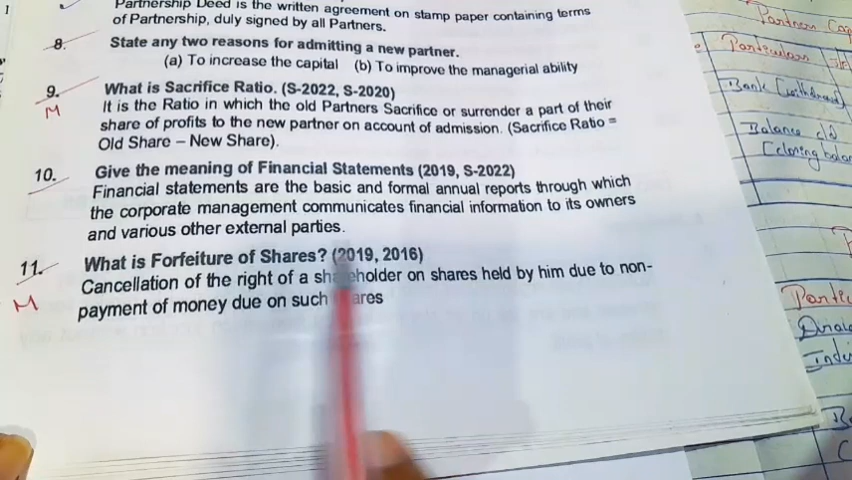 Partnership Deed is the written agreement on stamp paper containing terms
of Partnership, duly signed by all Partners.
8. State any two reasons for admitting a new partner.
(a) To increase the capital (b) To improve the managerial ability
9. What is Sacrifice Ratio. (S-2022, S-2020)
M
It is the Ratio in which the old Partners Sacrifice or surrender a part of their
share of profits to the new partner on account of admission. (Sacrifice Ratio =
Old Share – New Share).
10. Give the meaning of Financial Statements (2019, S-2022)
Financial statements are the basic and formal annual reports through which
the corporate management communicates financial information to its owners
and various other external parties.
11. What is Forfeiture of Shares? (2019, 2016)
M
Cancellation of the right of a shareholder on shares held by him due to non-
payment of money due on such shares
Partners Cap
Particulars
Bank
Balance c/d
[closing balan
Partic